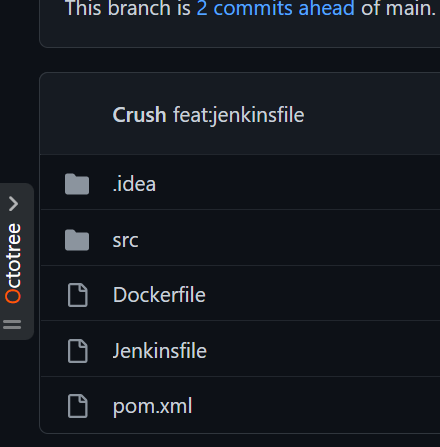 This branch is 2 commits ahead of main.
Crush feat:jenkinsfile
.idea
src
Octotree
Dockerfile
Jenkinsfile
pom.xml